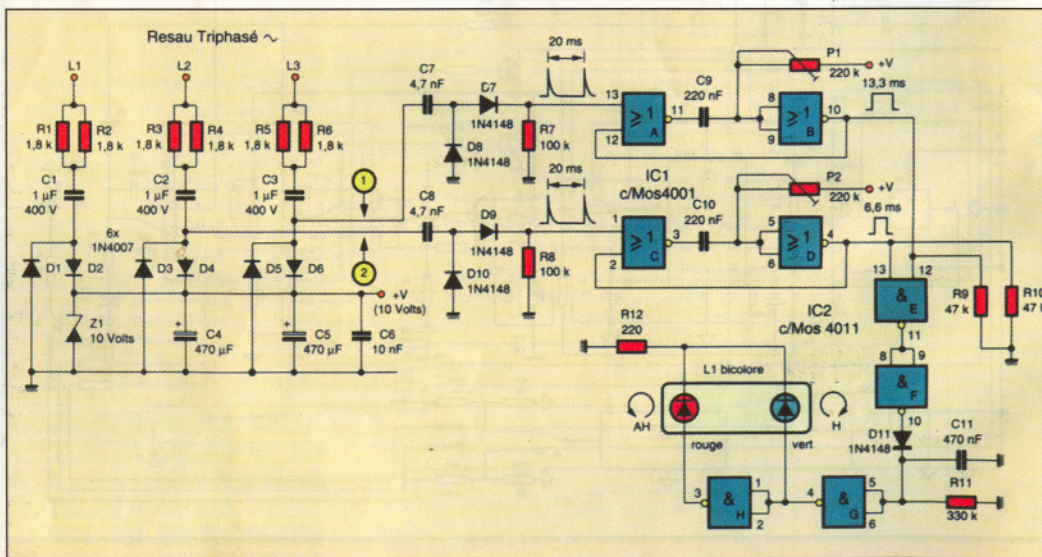 Resau Triphasé ~
L1
L2
L3
R1
1,8 k
R2
1,8 k
R3
1,8 k
R4
1,8 k
R5
1,8 k
R6
1,8 k
C1
1 µF
400 V
C2
1 µF
400 V
C3
1 µF
400 V
6x
1N4007
D1
D2
D3
D4
D5
D6
Z1
10 Volts
+
C4
470 µF
+
C5
470 µF
C6
10 nF
+V
(10 Volts)
1
2
C7
4,7 nF
D7
1N4148
D8
1N4148
R7
100 k
20 ms
C8
4,7 nF
D9
1N4148
D10
1N4148
R8
100 k
20 ms
13
12
≥ 1
A
11
C9
220 nF
P1
220 k
+V
13,3 ms
8
9
≥ 1
B
10
IC1
c/Mos4001
1
2
≥ 1
C
3
C10
220 nF
P2
220 k
+V
6,6 ms
5
6
≥ 1
D
4
13
12
&
E
11
R9
47 k
R10
47 k
IC2
c/Mos 4011
8
9
&
F
10
D11
1N4148
C11
470 nF
R11
330 k
R12
220
L1 bicolore
AH
H
rouge
vert
3
&
H
1
2
4
&
G
5
6